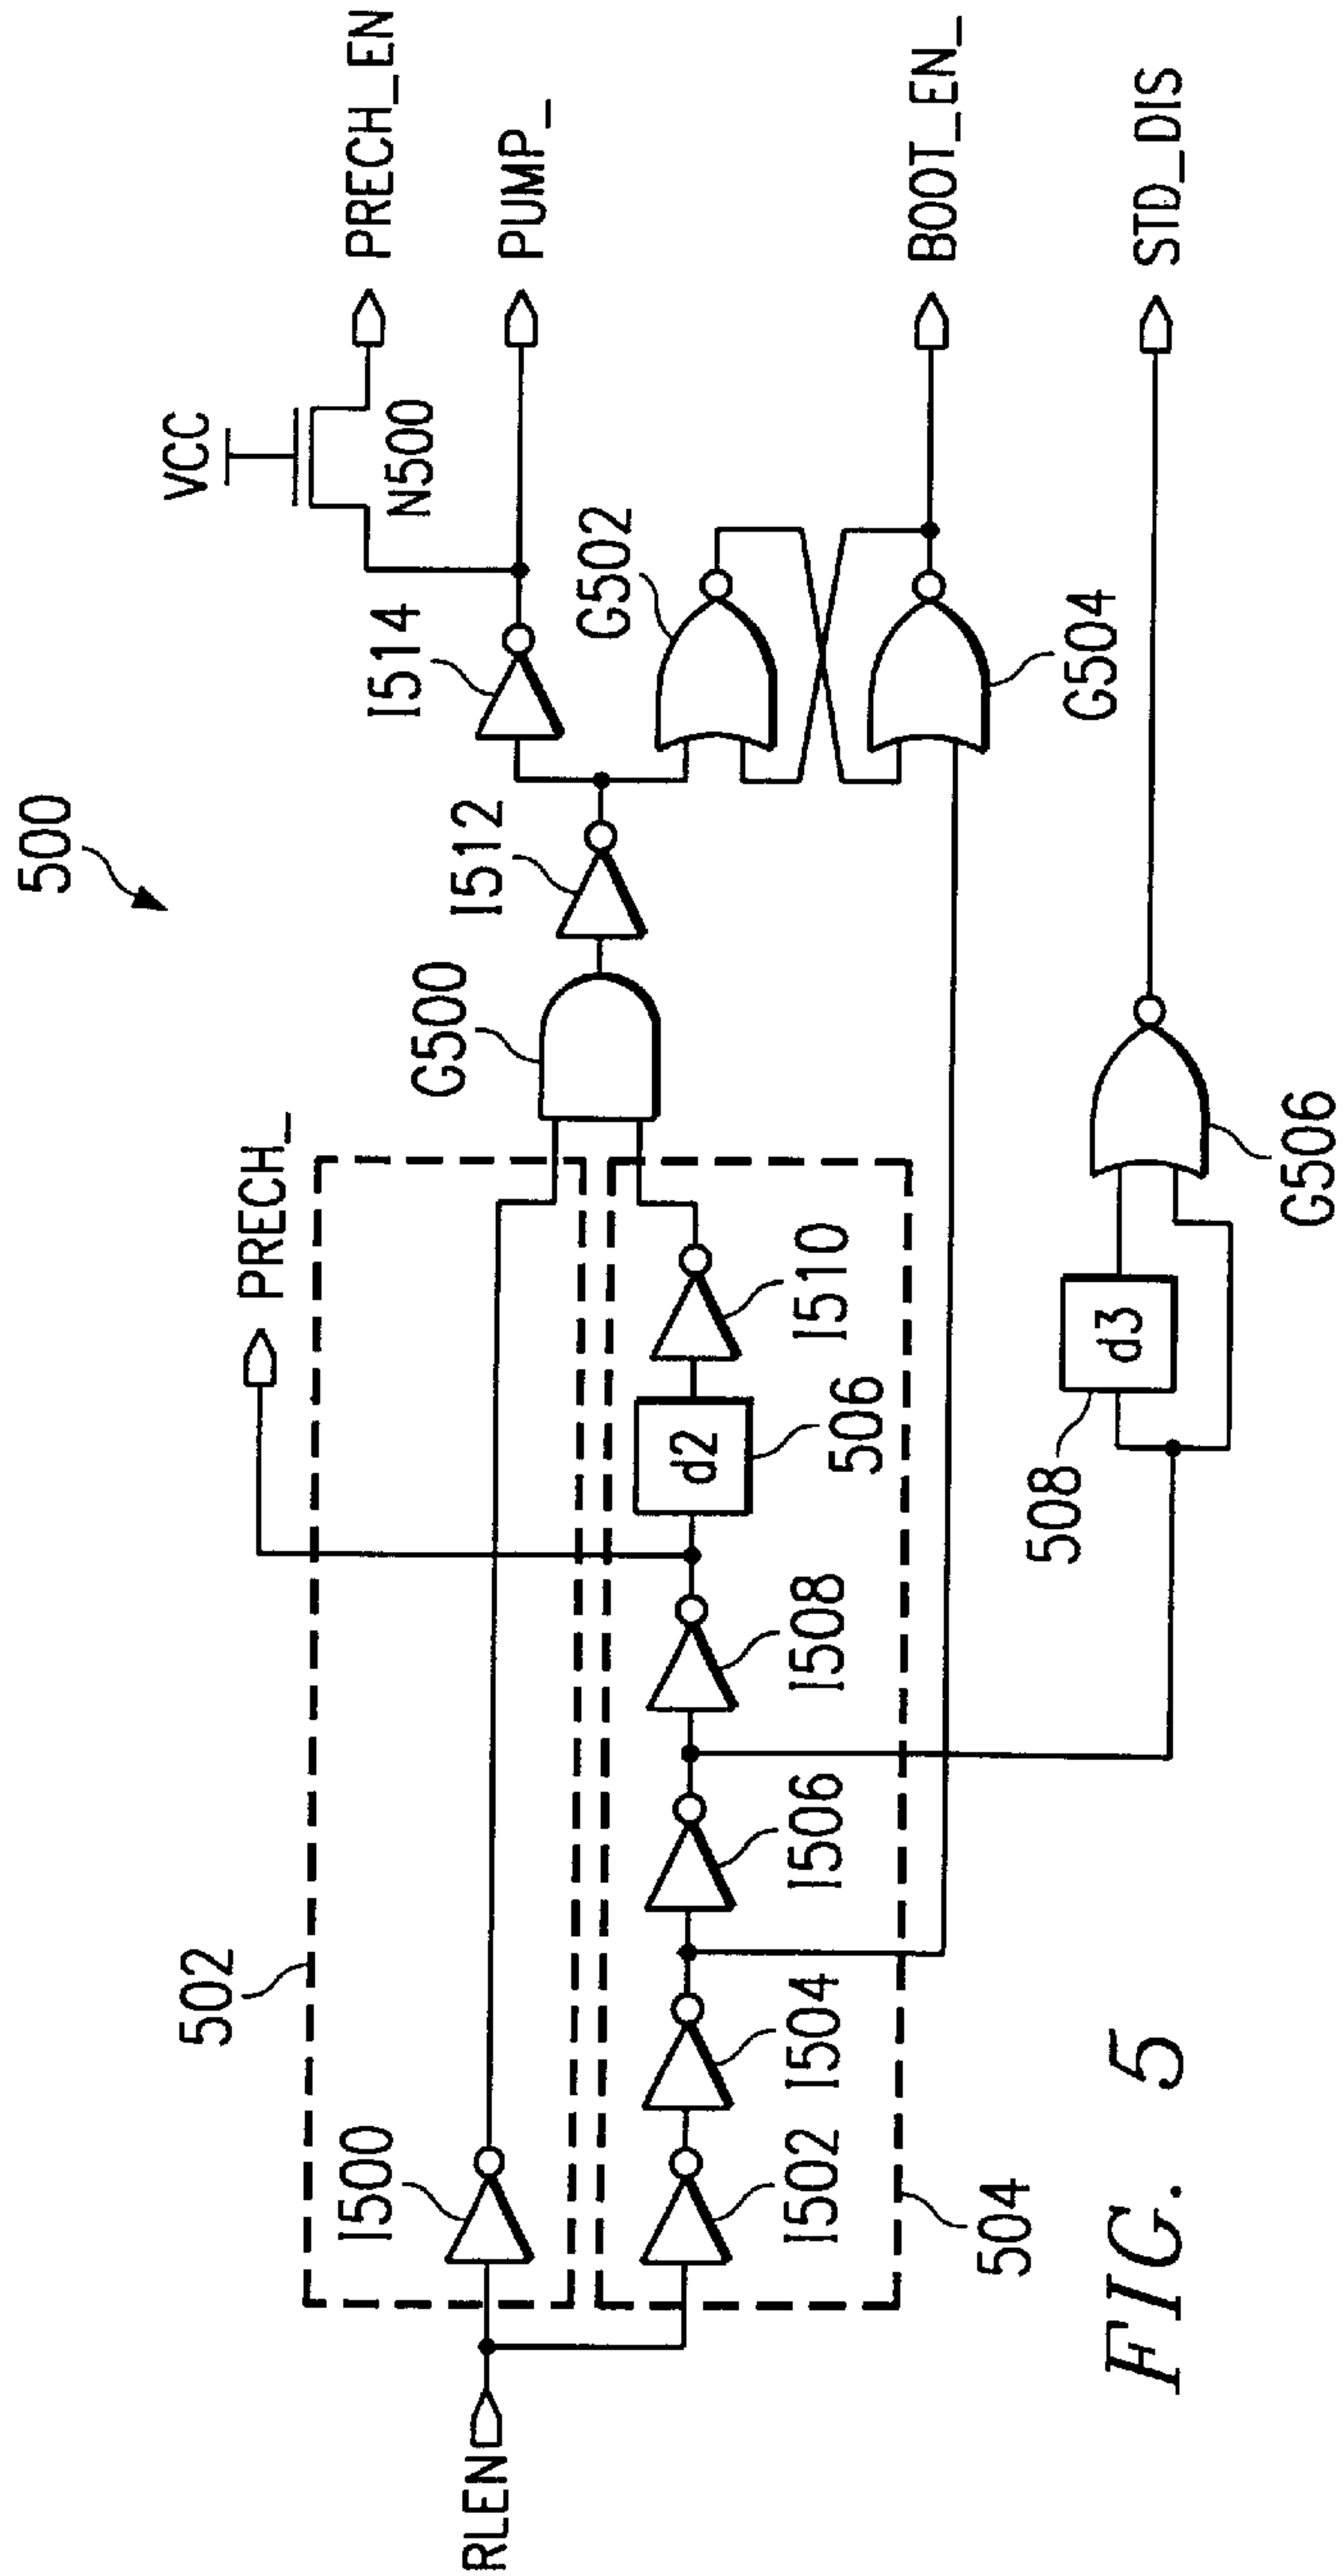 500
VCC
PRECH_EN
N500
PRECH_
I514
PUMP_
502
G500
I512
G502
I500
RLEN
BOOT_EN_
d2
I502
I504
I506
I508
506
I510
G504
504
508
d3
STD_DIS
G506
FIG. 5